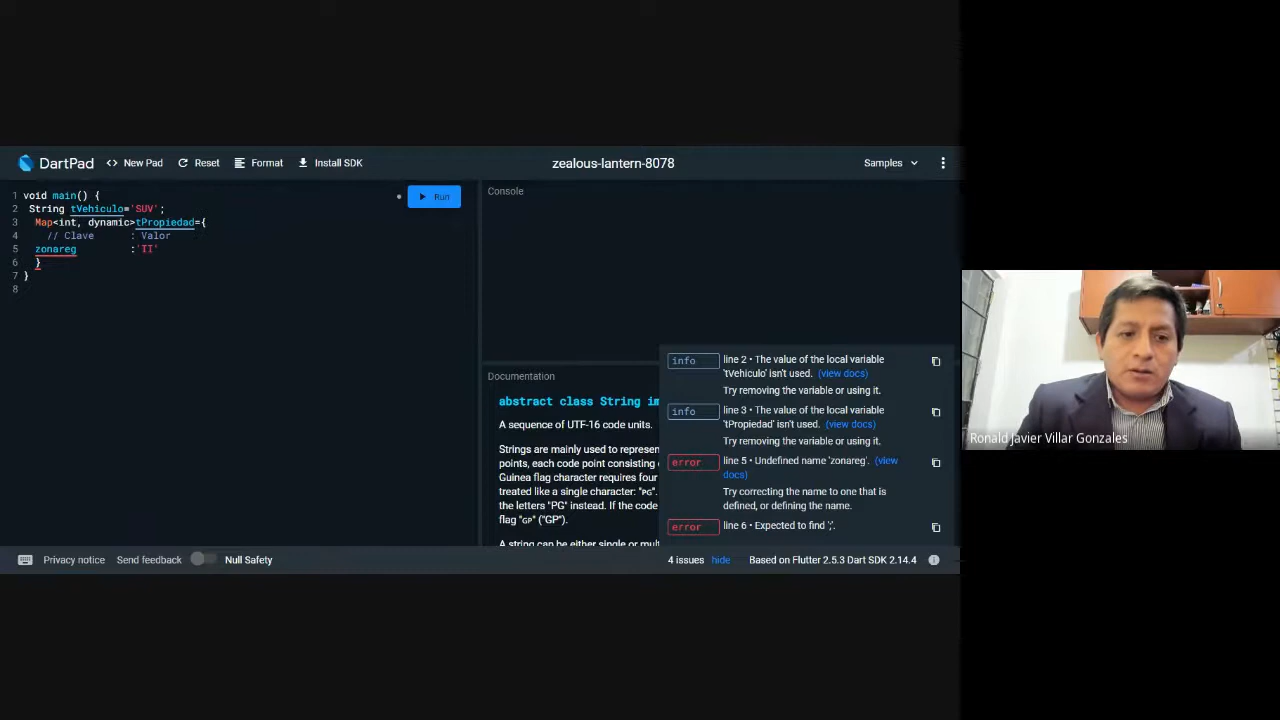 DartPad
New Pad
Reset
Format
Install SDK
zealous-lantern-8078
Samples
1 void main() {
2 String tVehiculo='SUV';
3 Map<int, dynamic>tPropiedad={
4 // Clave : Valor
5 zonareg :'II'
6 }
7 }
8
Run
Console
Documentation
abstract class String im
A sequence of UTF-16 code units.
Strings are mainly used to represen
points, each code point consisting
Guinea flag character requires four
treated like a single character: "PG".
the letters "PG" instead. If the code
flag "GP" ("GP").
A string can be either single or mult
info line 2 • The value of the local variable
'tVehiculo' isn't used. (view docs)
Try removing the variable or using it.
info line 3 • The value of the local variable
'tPropiedad' isn't used. (view docs)
Try removing the variable or using it.
error line 5 • Undefined name 'zonareg'. (view
docs)
Try correcting the name to one that is
defined, or defining the name.
error line 6 • Expected to find ';'.
Privacy notice
Send feedback
Null Safety
4 issues hide
Based on Flutter 2.5.3 Dart SDK 2.14.4
Ronald Javier Villar Gonzales